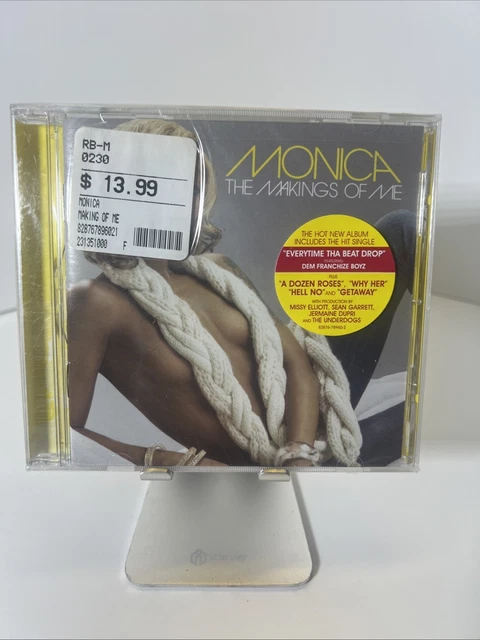 RB-M
0230
$ 13.99
MONICA
MAKING OF ME
828767896021
231351000 F
MONICA
THE MAKINGS OF ME
THE HOT NEW ALBUM
INCLUDES THE HIT SINGLE
"EVERYTIME THA BEAT DROP"
FEATURING
DEM FRANCHIZE BOYZ
PLUS
"A DOZEN ROSES", "WHY HER"
"HELL NO" AND "GETAWAY"
WITH PRODUCTION BY
MISSY ELLIOTT, SEAN GARRETT,
JERMAINE DUPRI
AND THE UNDERDOGS